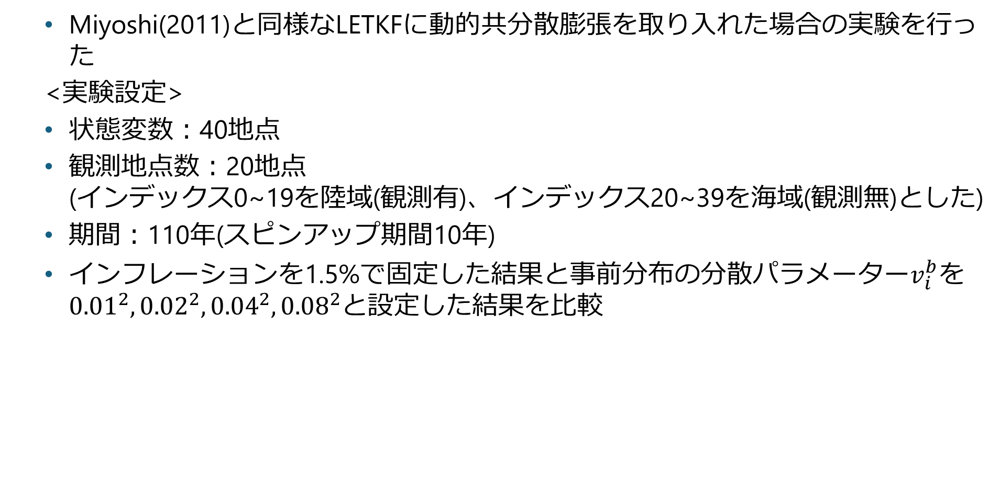 • Miyoshi(2011)と同様なLETKFに動的共分散膨張を取り入れた場合の実験を行っ
た
<実験設定>
• 状態変数：40地点
• 観測地点数：20地点
(インデックス0~19を陸域(観測有)、インデックス20~39を海域(観測無)とした)
• 期間：110年(スピンアップ期間10年)
• インフレーションを1.5%で固定した結果と事前分布の分散パラメーター$v_i^b$を
0.01², 0.02², 0.04², 0.08²と設定した結果を比較